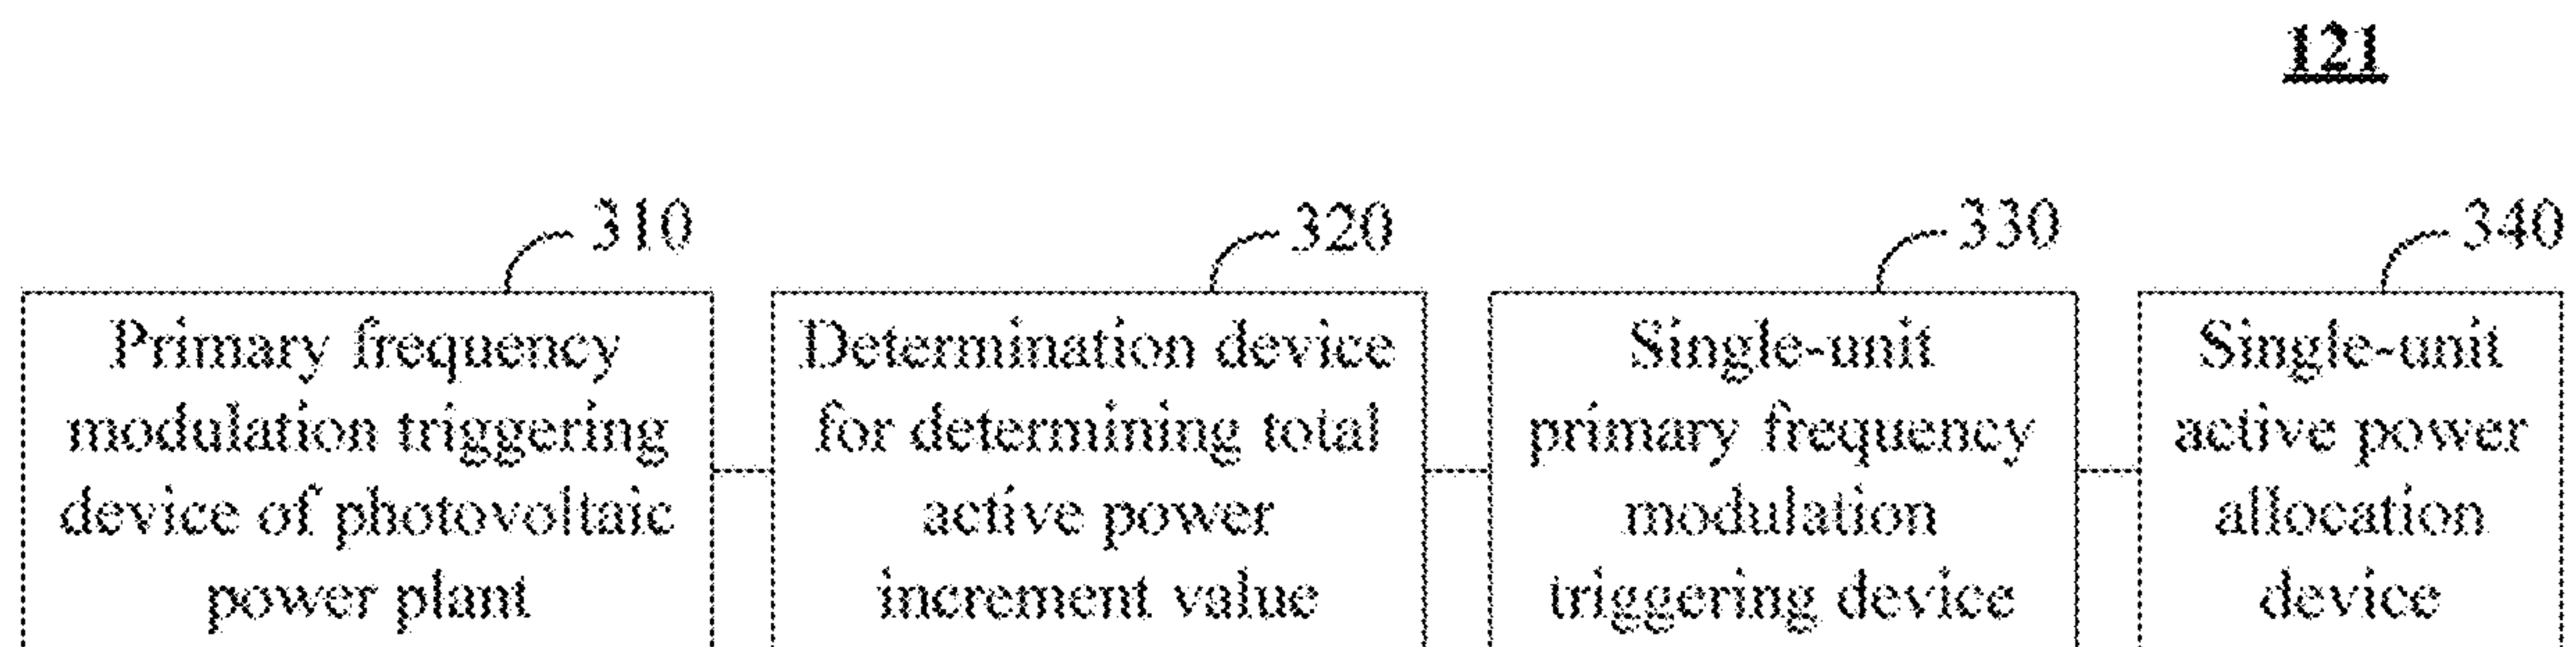 121
310
320
330
340
Primary frequency
modulation triggering
device of photovoltaic
power plant
Determination device
for determining total
active power
increment value
Single-unit
primary frequency
modulation
triggering device
Single-unit
active power
allocation
device